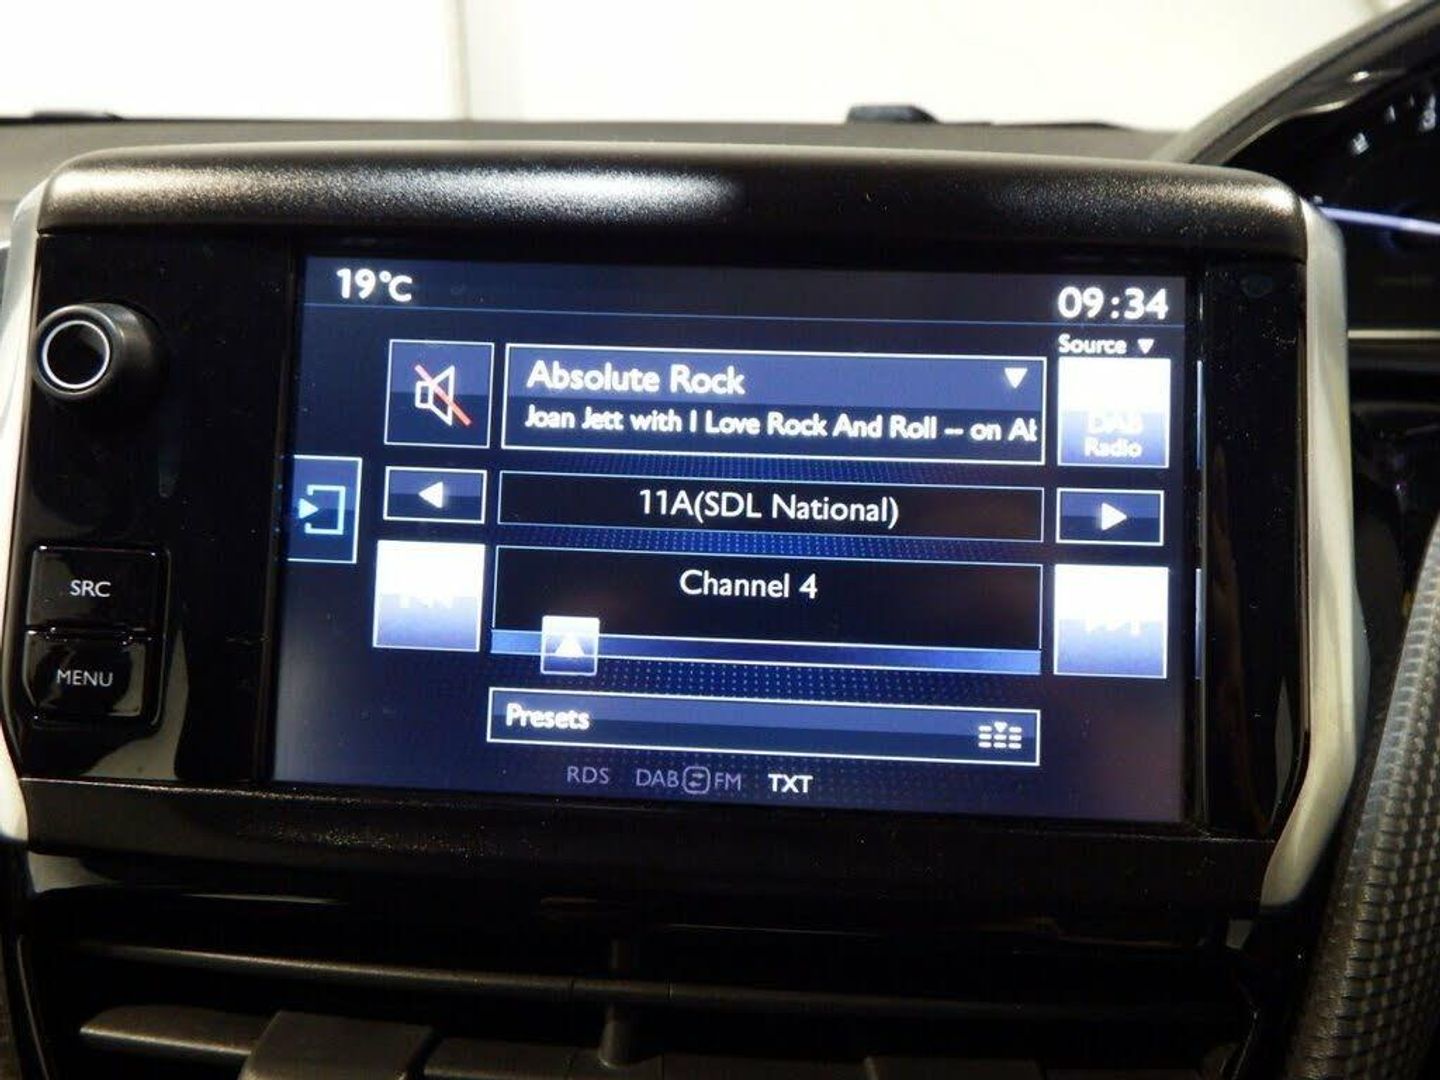 19°C
09:34
Source
Absolute Rock
Joan Jett with I Love Rock And Roll -- on Ab
DAB
Radio
11A(SDL National)
SRC
Channel 4
MENU
Presets
RDS DAB FM TXT